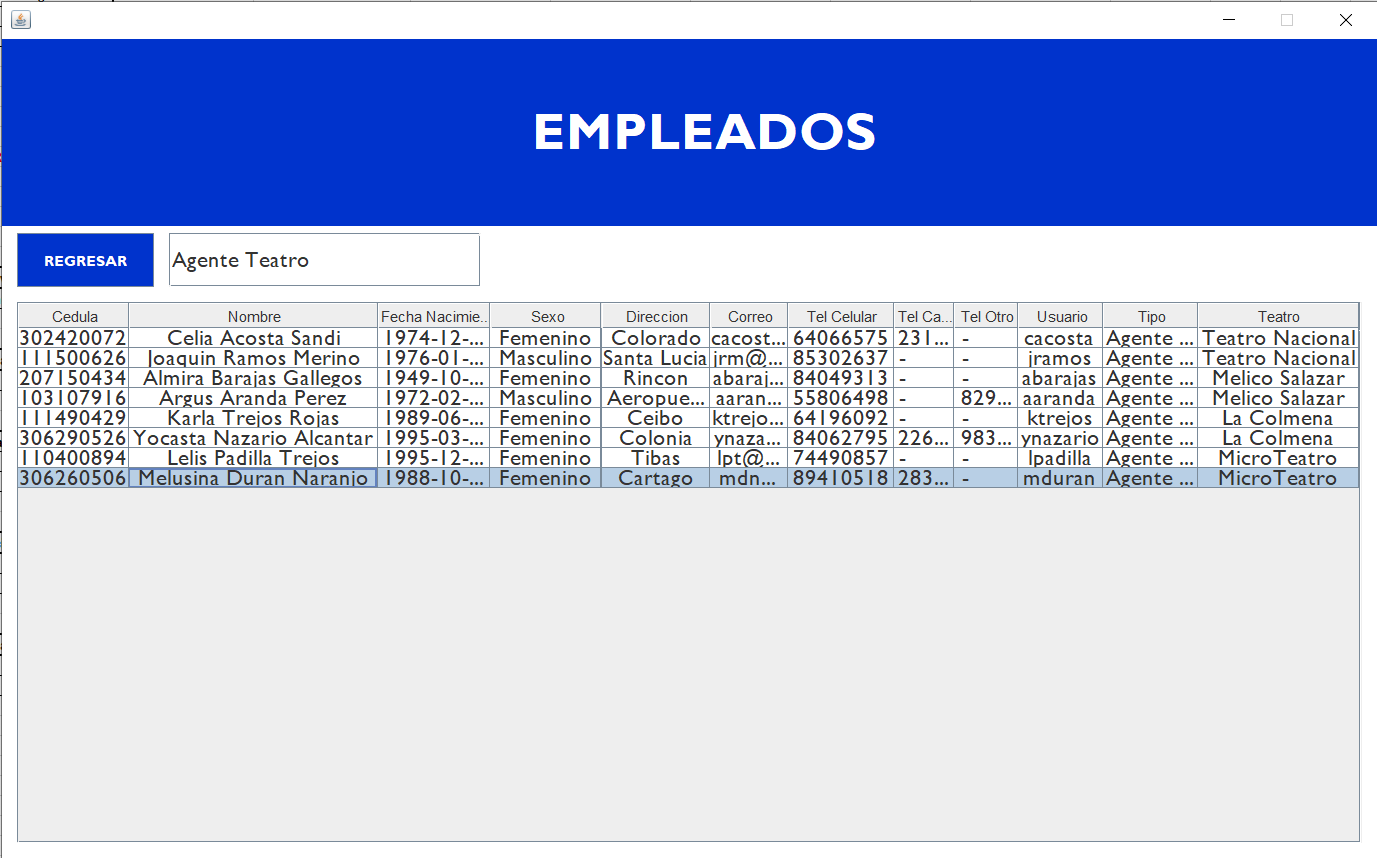 EMPLEADOS
REGRESAR Agente Teatro
Cedula Nombre Fecha Nacimie... Sexo Direccion Correo Tel Celular Tel Ca... Tel Otro Usuario Tipo Teatro
302420072 Celia Acosta Sandi 1974-12-... Femenino Colorado cacost... 64066575 231... - cacosta Agente ... Teatro Nacional
111500626 Joaquin Ramos Merino 1976-01-... Masculino Santa Lucia jrm@... 85302637 - - jramos Agente ... Teatro Nacional
207150434 Almira Barajas Gallegos 1949-10-... Femenino Rincon abaraj... 84049313 - - abarajas Agente ... Melico Salazar
103107916 Argus Aranda Perez 1972-02-... Masculino Aeropue... aaran... 55806498 - 829... aaranda Agente ... Melico Salazar
111490429 Karla Trejos Rojas 1989-06-... Femenino Ceibo ktrejo... 64196092 - - ktrejos Agente ... La Colmena
306290526 Yocasta Nazario Alcantar 1995-03-... Femenino Colonia ynaza... 84062795 226... 983... ynazario Agente ... La Colmena
110400894 Lelis Padilla Trejos 1995-12-... Femenino Tibas lpt@... 74490857 - - lpadilla Agente ... MicroTeatro
306260506 Melusina Duran Naranjo 1988-10-... Femenino Cartago mdn... 89410518 283... - mduran Agente ... MicroTeatro